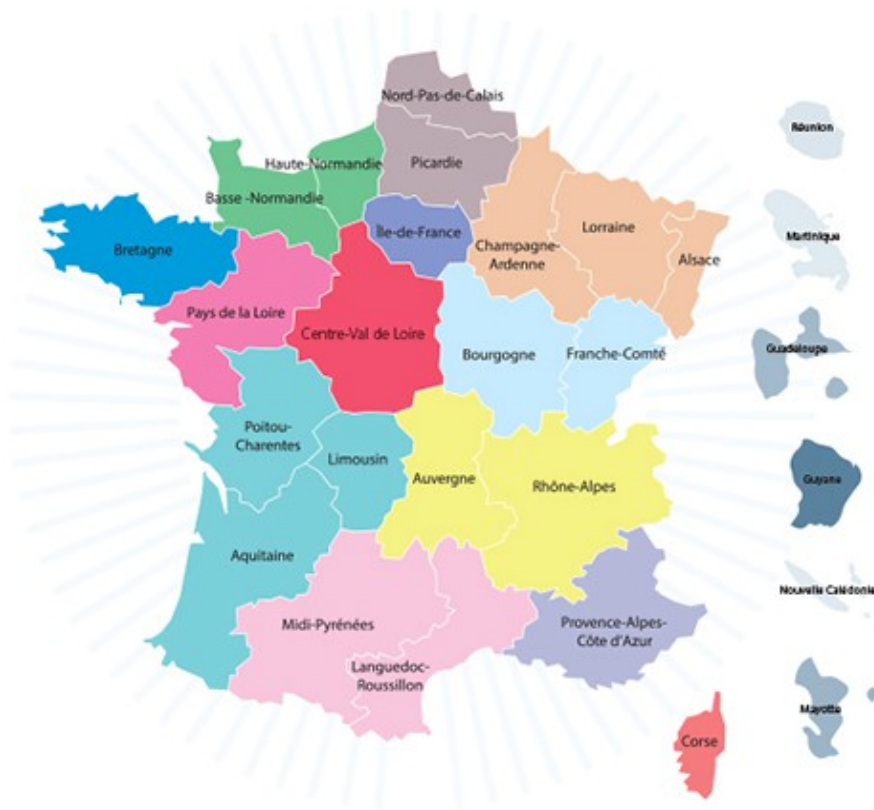 Nord-Pas-de-Calais
Réunion
Haute-Normandie
Picardie
Basse -Normandie
Île-de-France
Lorraine
Martinique
Bretagne
Champagne-
Ardenne
Alsace
Pays de la Loire
Centre-Val de Loire
Bourgogne
Franche-Comté
Guadeloupe
Poitou-
Charentes
Limousin
Auvergne
Rhône-Alpes
Guyane
Aquitaine
Nouvelle Calédonie
Midi-Pyrénées
Provence-Alpes-
Côte d'Azur
Languedoc-
Roussillon
Mayotte
Corse